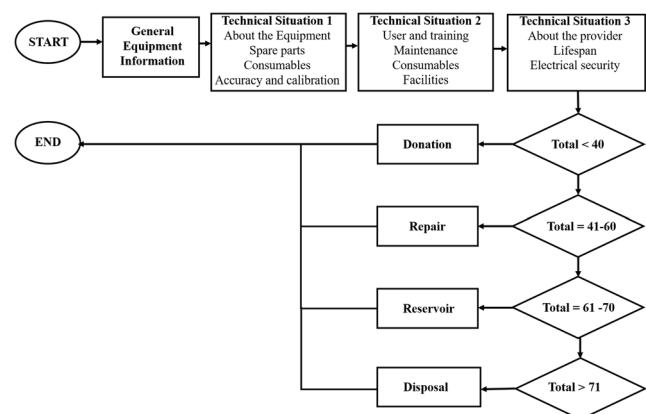 START
General
Equipment
Information
Technical Situation 1
About the Equipment
Spare parts
Consumables
Accuracy and calibration
Technical Situation 2
User and training
Maintenance
Consumables
Facilities
Technical Situation 3
About the provider
Lifespan
Electrical security
END
Donation
Total < 40
Repair
Total = 41-60
Reservoir
Total = 61 -70
Disposal
Total > 71